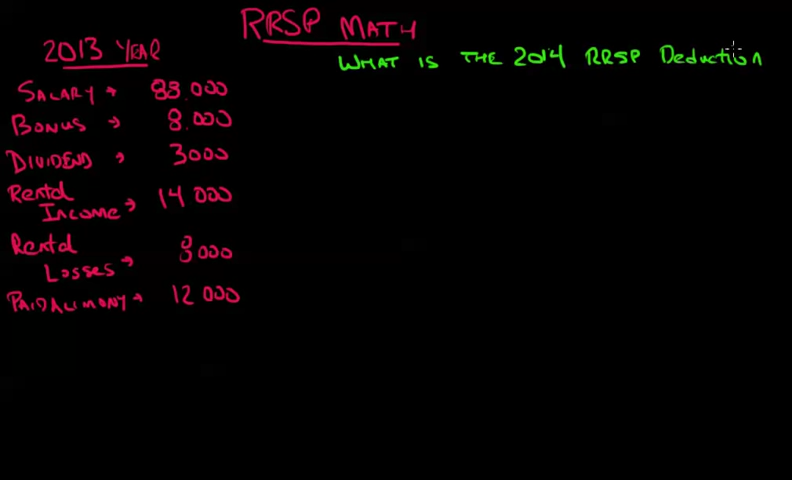 RRSP MATH
2013 YEAR
WHAT IS THE 2014 RRSP Deduction
SALARY → 88.000
BONUS → 8.000
DIVIDEND → 3000
Rental
INCOME → 14 000
Rental
Losses → 8000
PAID ALIMONY → 12 000